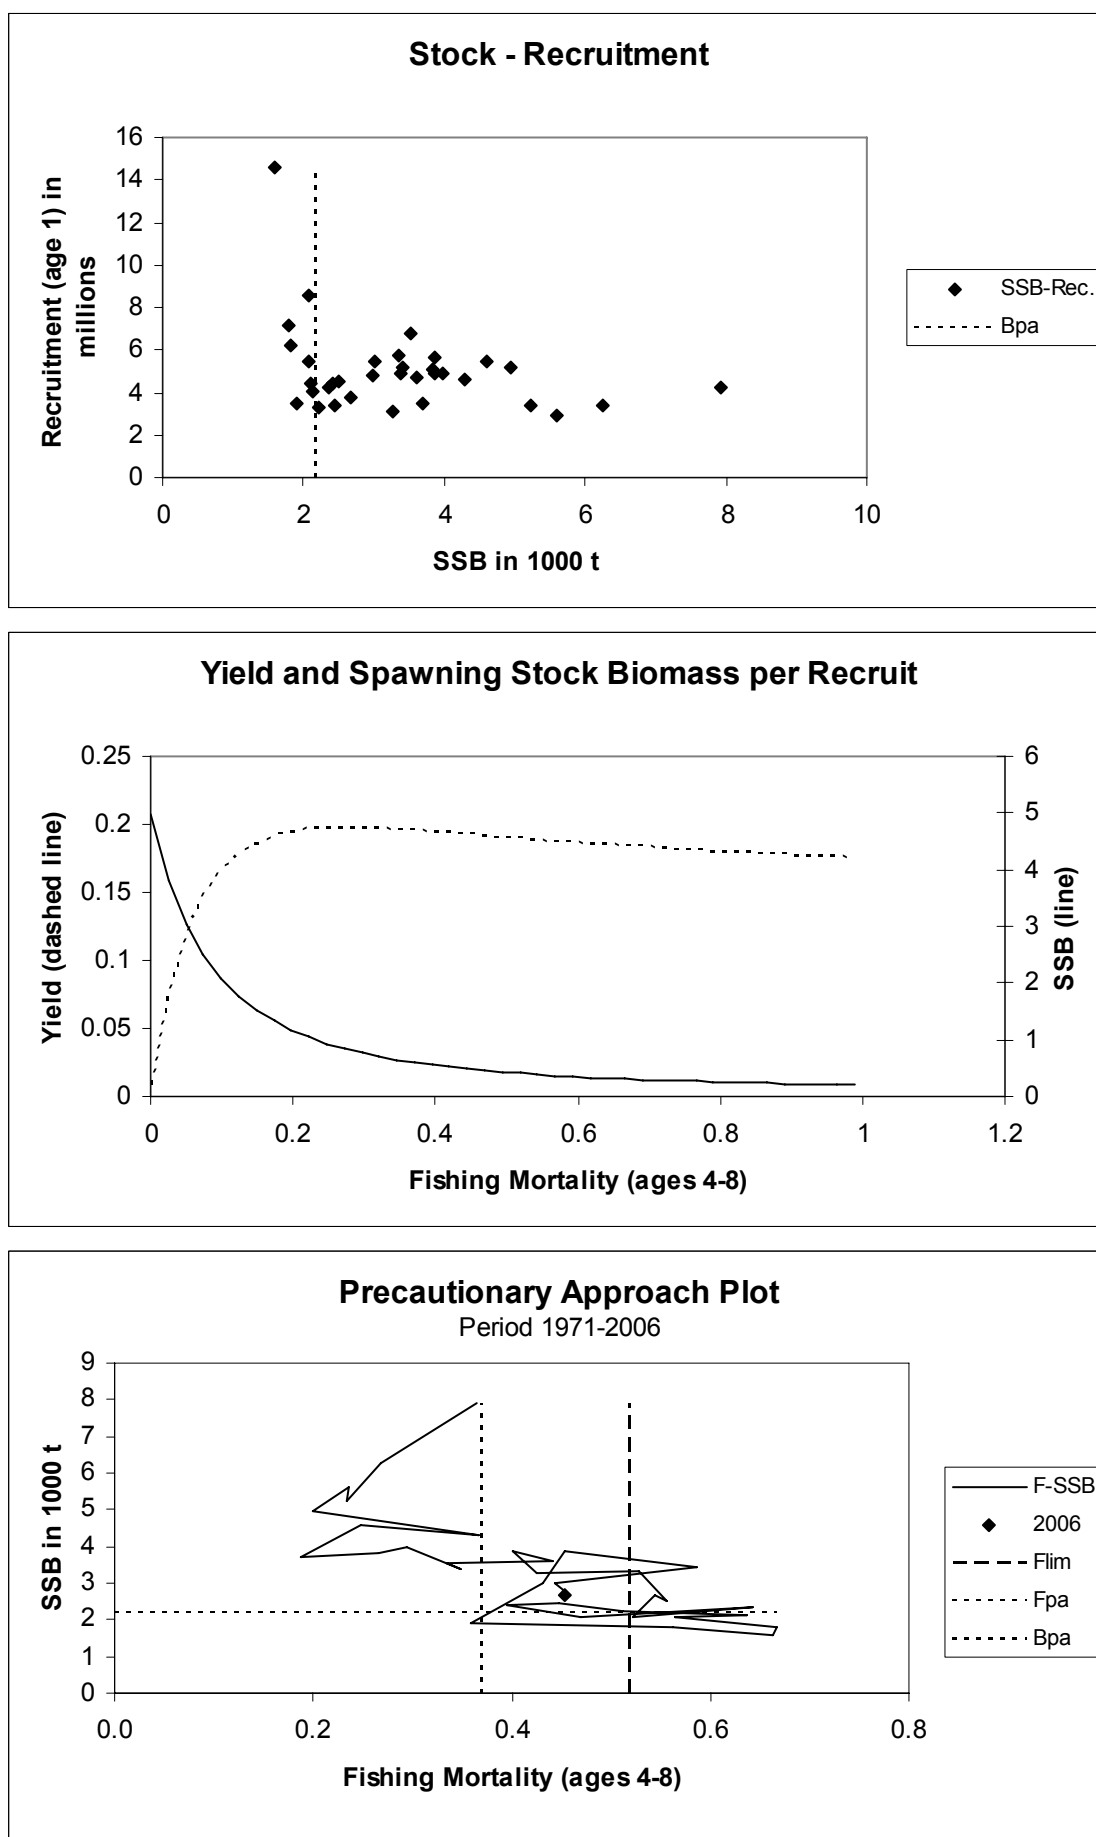 Stock - Recruitment
16
14
12
10
8
6
4
2
0
Recruitment (age 1) in
millions
0 2 4 6 8 10
SSB in 1000 t
SSB-Rec.
Bpa
Yield and Spawning Stock Biomass per Recruit
0.25
0.2
0.15
0.1
0.05
0
Yield (dashed line)
6
5
4
3
2
1
0
SSB (line)
0 0.2 0.4 0.6 0.8 1 1.2
Fishing Mortality (ages 4-8)
Precautionary Approach Plot
Period 1971-2006
9
8
7
6
5
4
3
2
1
0
SSB in 1000 t
0.0 0.2 0.4 0.6 0.8
Fishing Mortality (ages 4-8)
F-SSB
2006
Flim
Fpa
Bpa